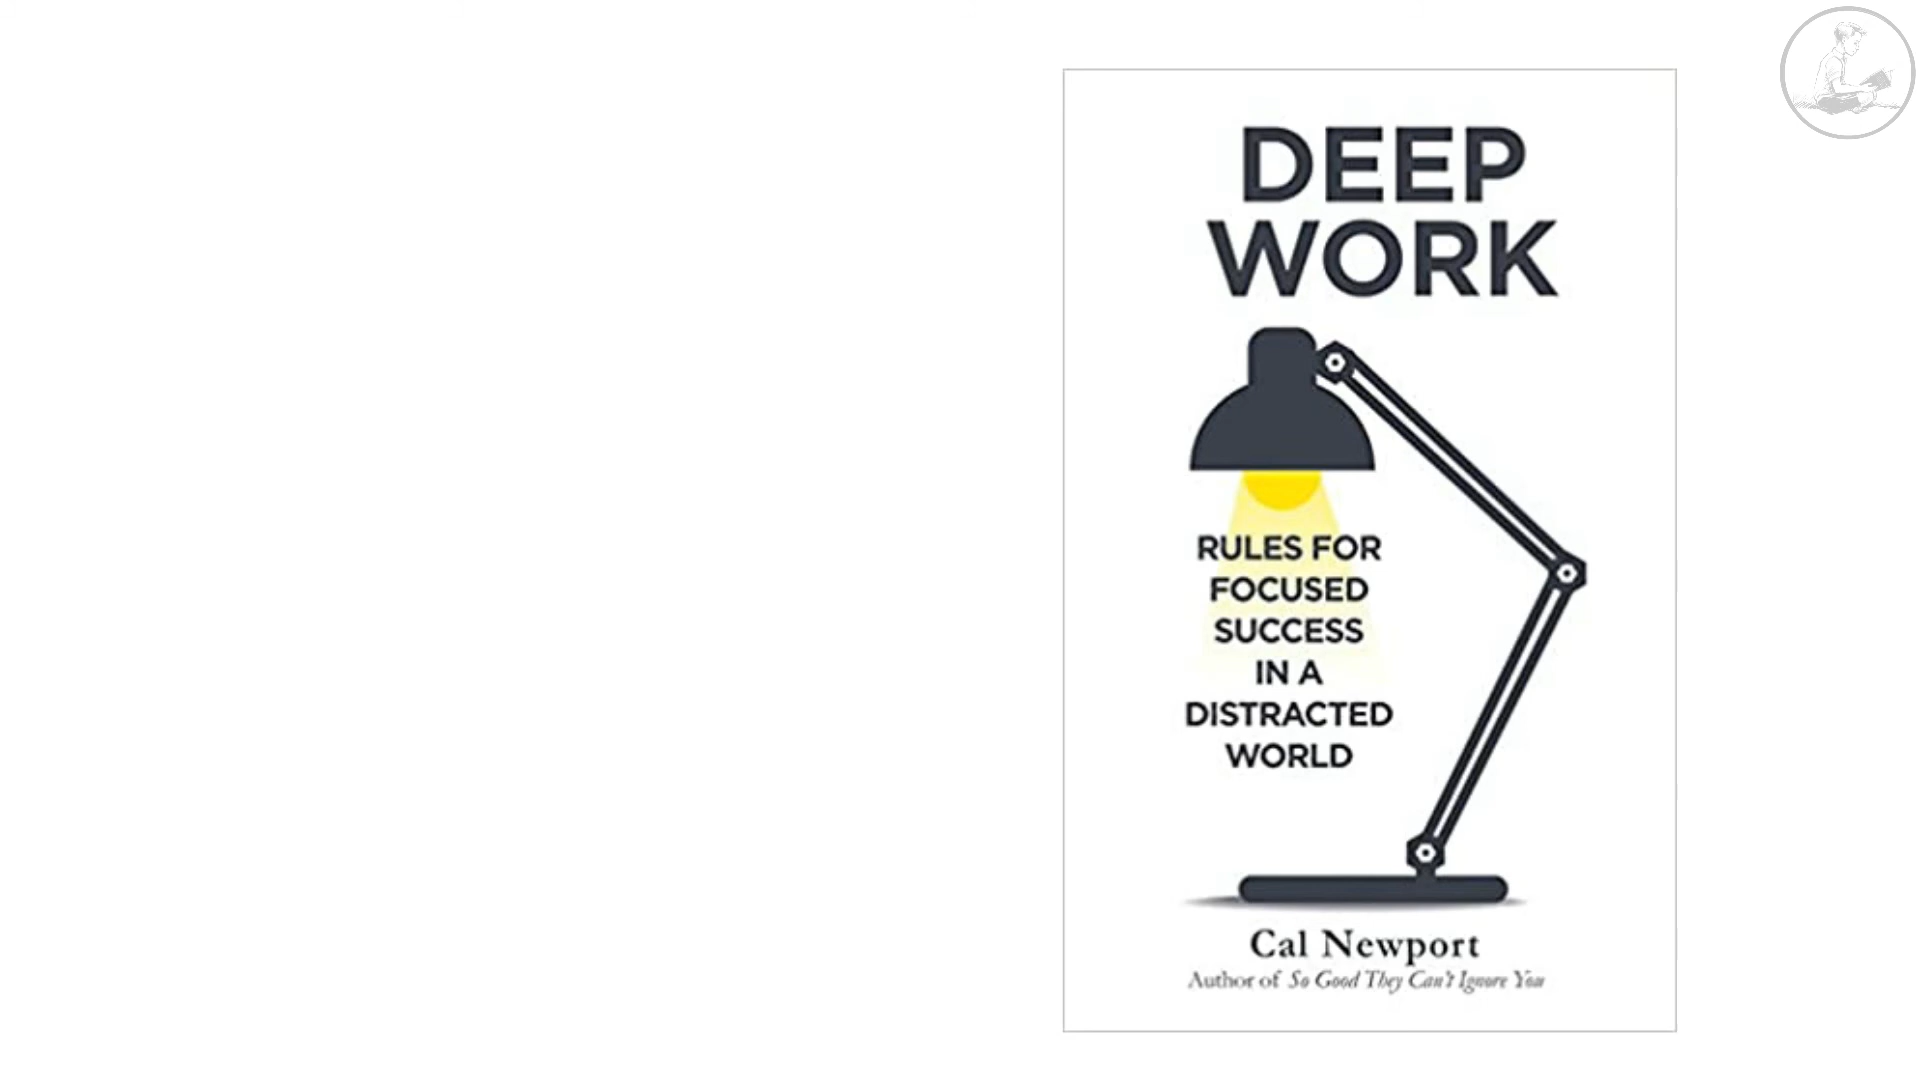 DEEP
WORK
RULES FOR
FOCUSED
SUCCESS
IN A
DISTRACTED
WORLD
Cal Newport
Author of So Good They Can't Ignore You